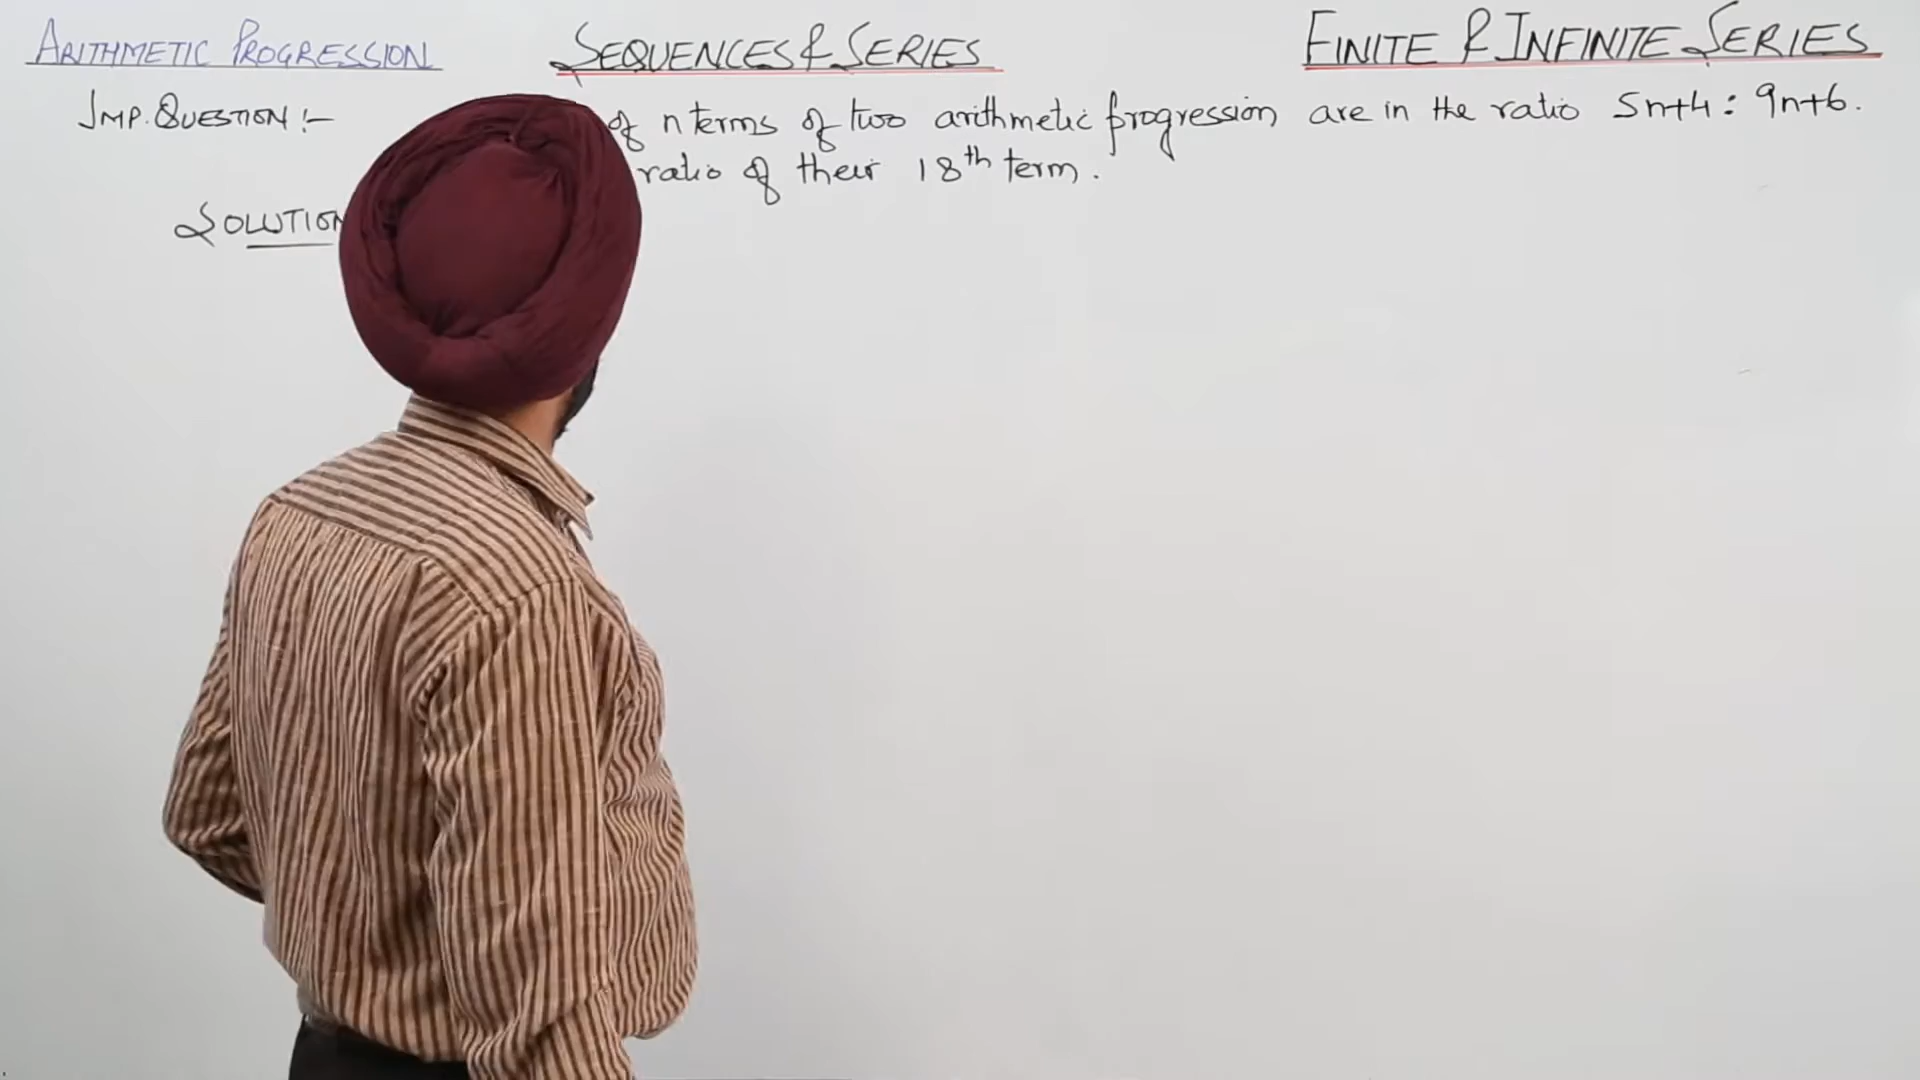 ARITHMETIC PROGRESSION
SEQUENCES & SERIES
FINITE & INFINITE SERIES
IMP. QUESTION :-
of n terms of two arithmetic progression are in the ratio 5n+4 : 9n+6.
ratio of their 18th term.
SOLUTION